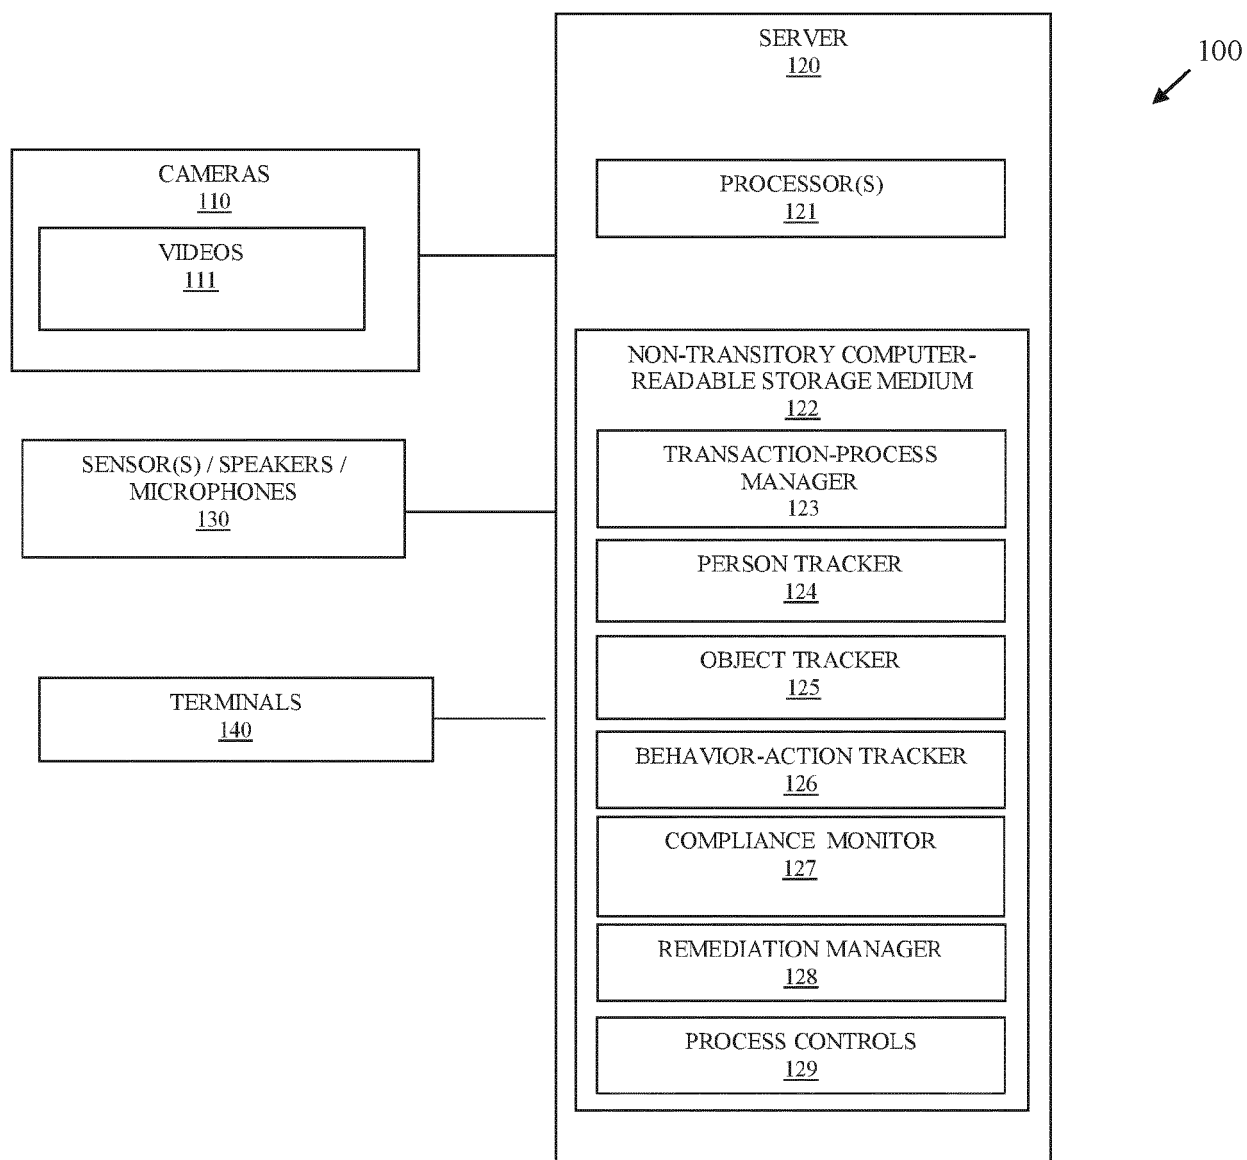 SERVER
120
100
CAMERAS
110
VIDEOS
111
PROCESSOR(S)
121
NON-TRANSITORY COMPUTER-
READABLE STORAGE MEDIUM
122
SENSOR(S) / SPEAKERS /
MICROPHONES
130
TRANSACTION-PROCESS
MANAGER
123
PERSON TRACKER
124
OBJECT TRACKER
125
TERMINALS
140
BEHAVIOR-ACTION TRACKER
126
COMPLIANCE MONITOR
127
REMEDIATION MANAGER
128
PROCESS CONTROLS
129